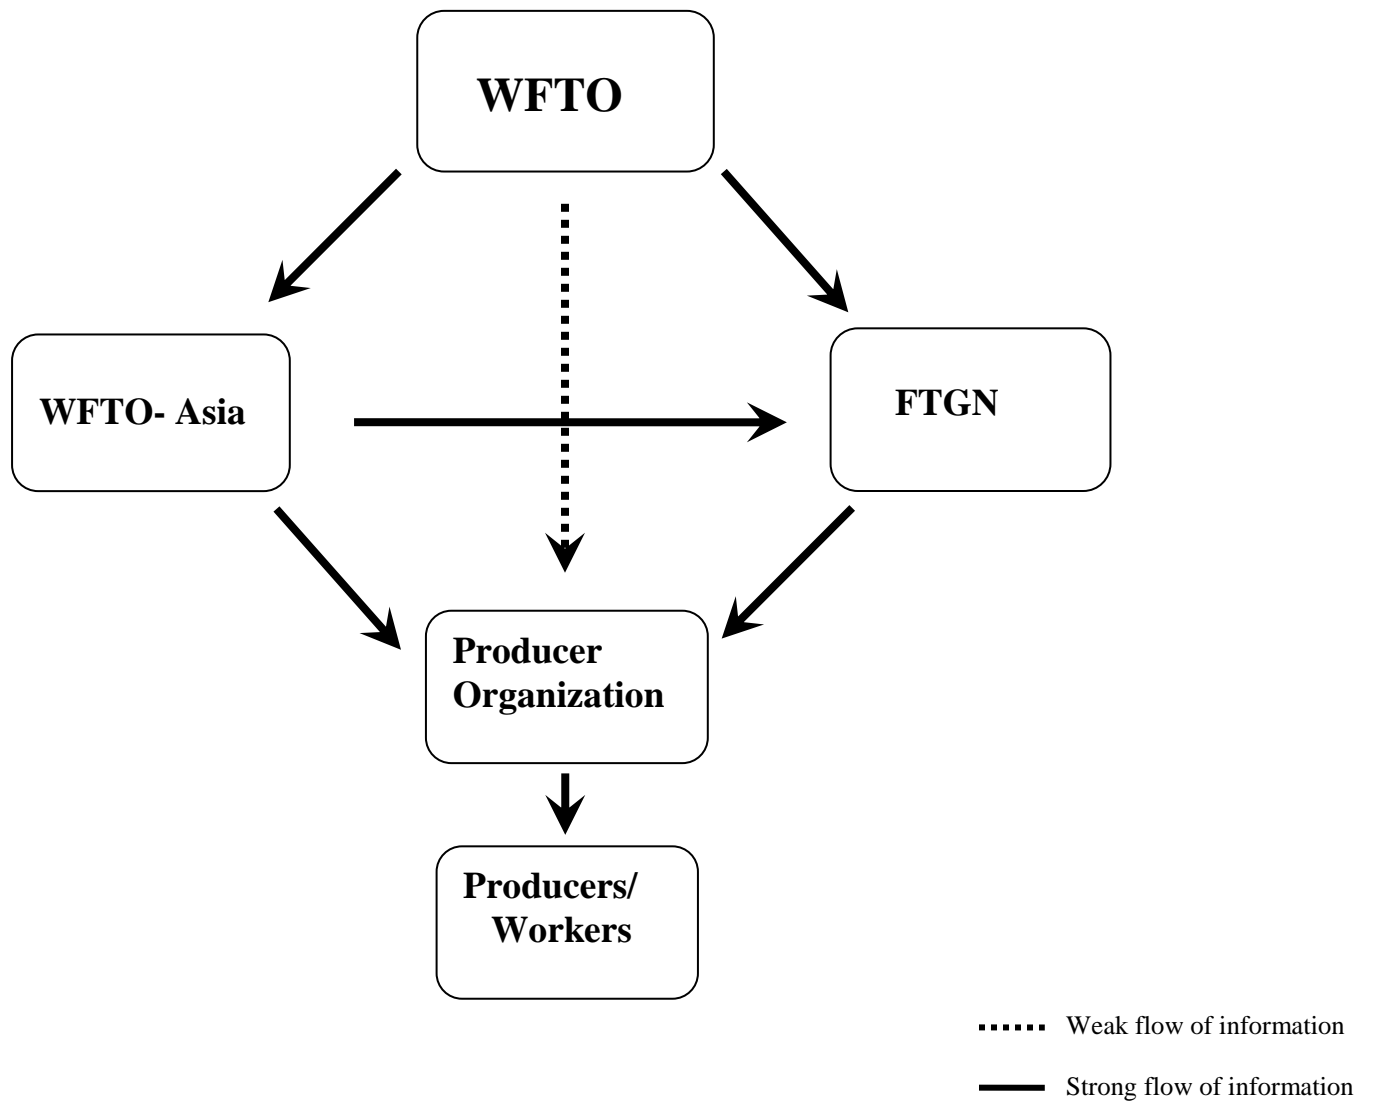 WFTO
WFTO- Asia
FTGN
Producer
Organization
Producers/
Workers
Weak flow of information
Strong flow of information